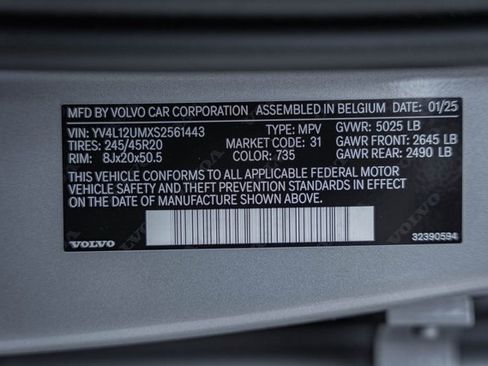 MFD BY VOLVO CAR CORPORATION ASSEMBLED IN BELGIUM DATE: 01/25
VIN: YV4L12UMXS2561443 TYPE: MPV GVWR: 5025 LB
TIRES: 245/45R20 MARKET CODE: 31 GAWR FRONT: 2645 LB
RIM: 8Jx20x50.5 COLOR: 735 GAWR REAR: 2490 LB
THIS VEHICLE CONFORMS TO ALL APPLICABLE FEDERAL MOTOR
VEHICLE SAFETY AND THEFT PREVENTION STANDARDS IN EFFECT
ON THE DATE OF MANUFACTURE SHOWN ABOVE.
VOLVO 32390594